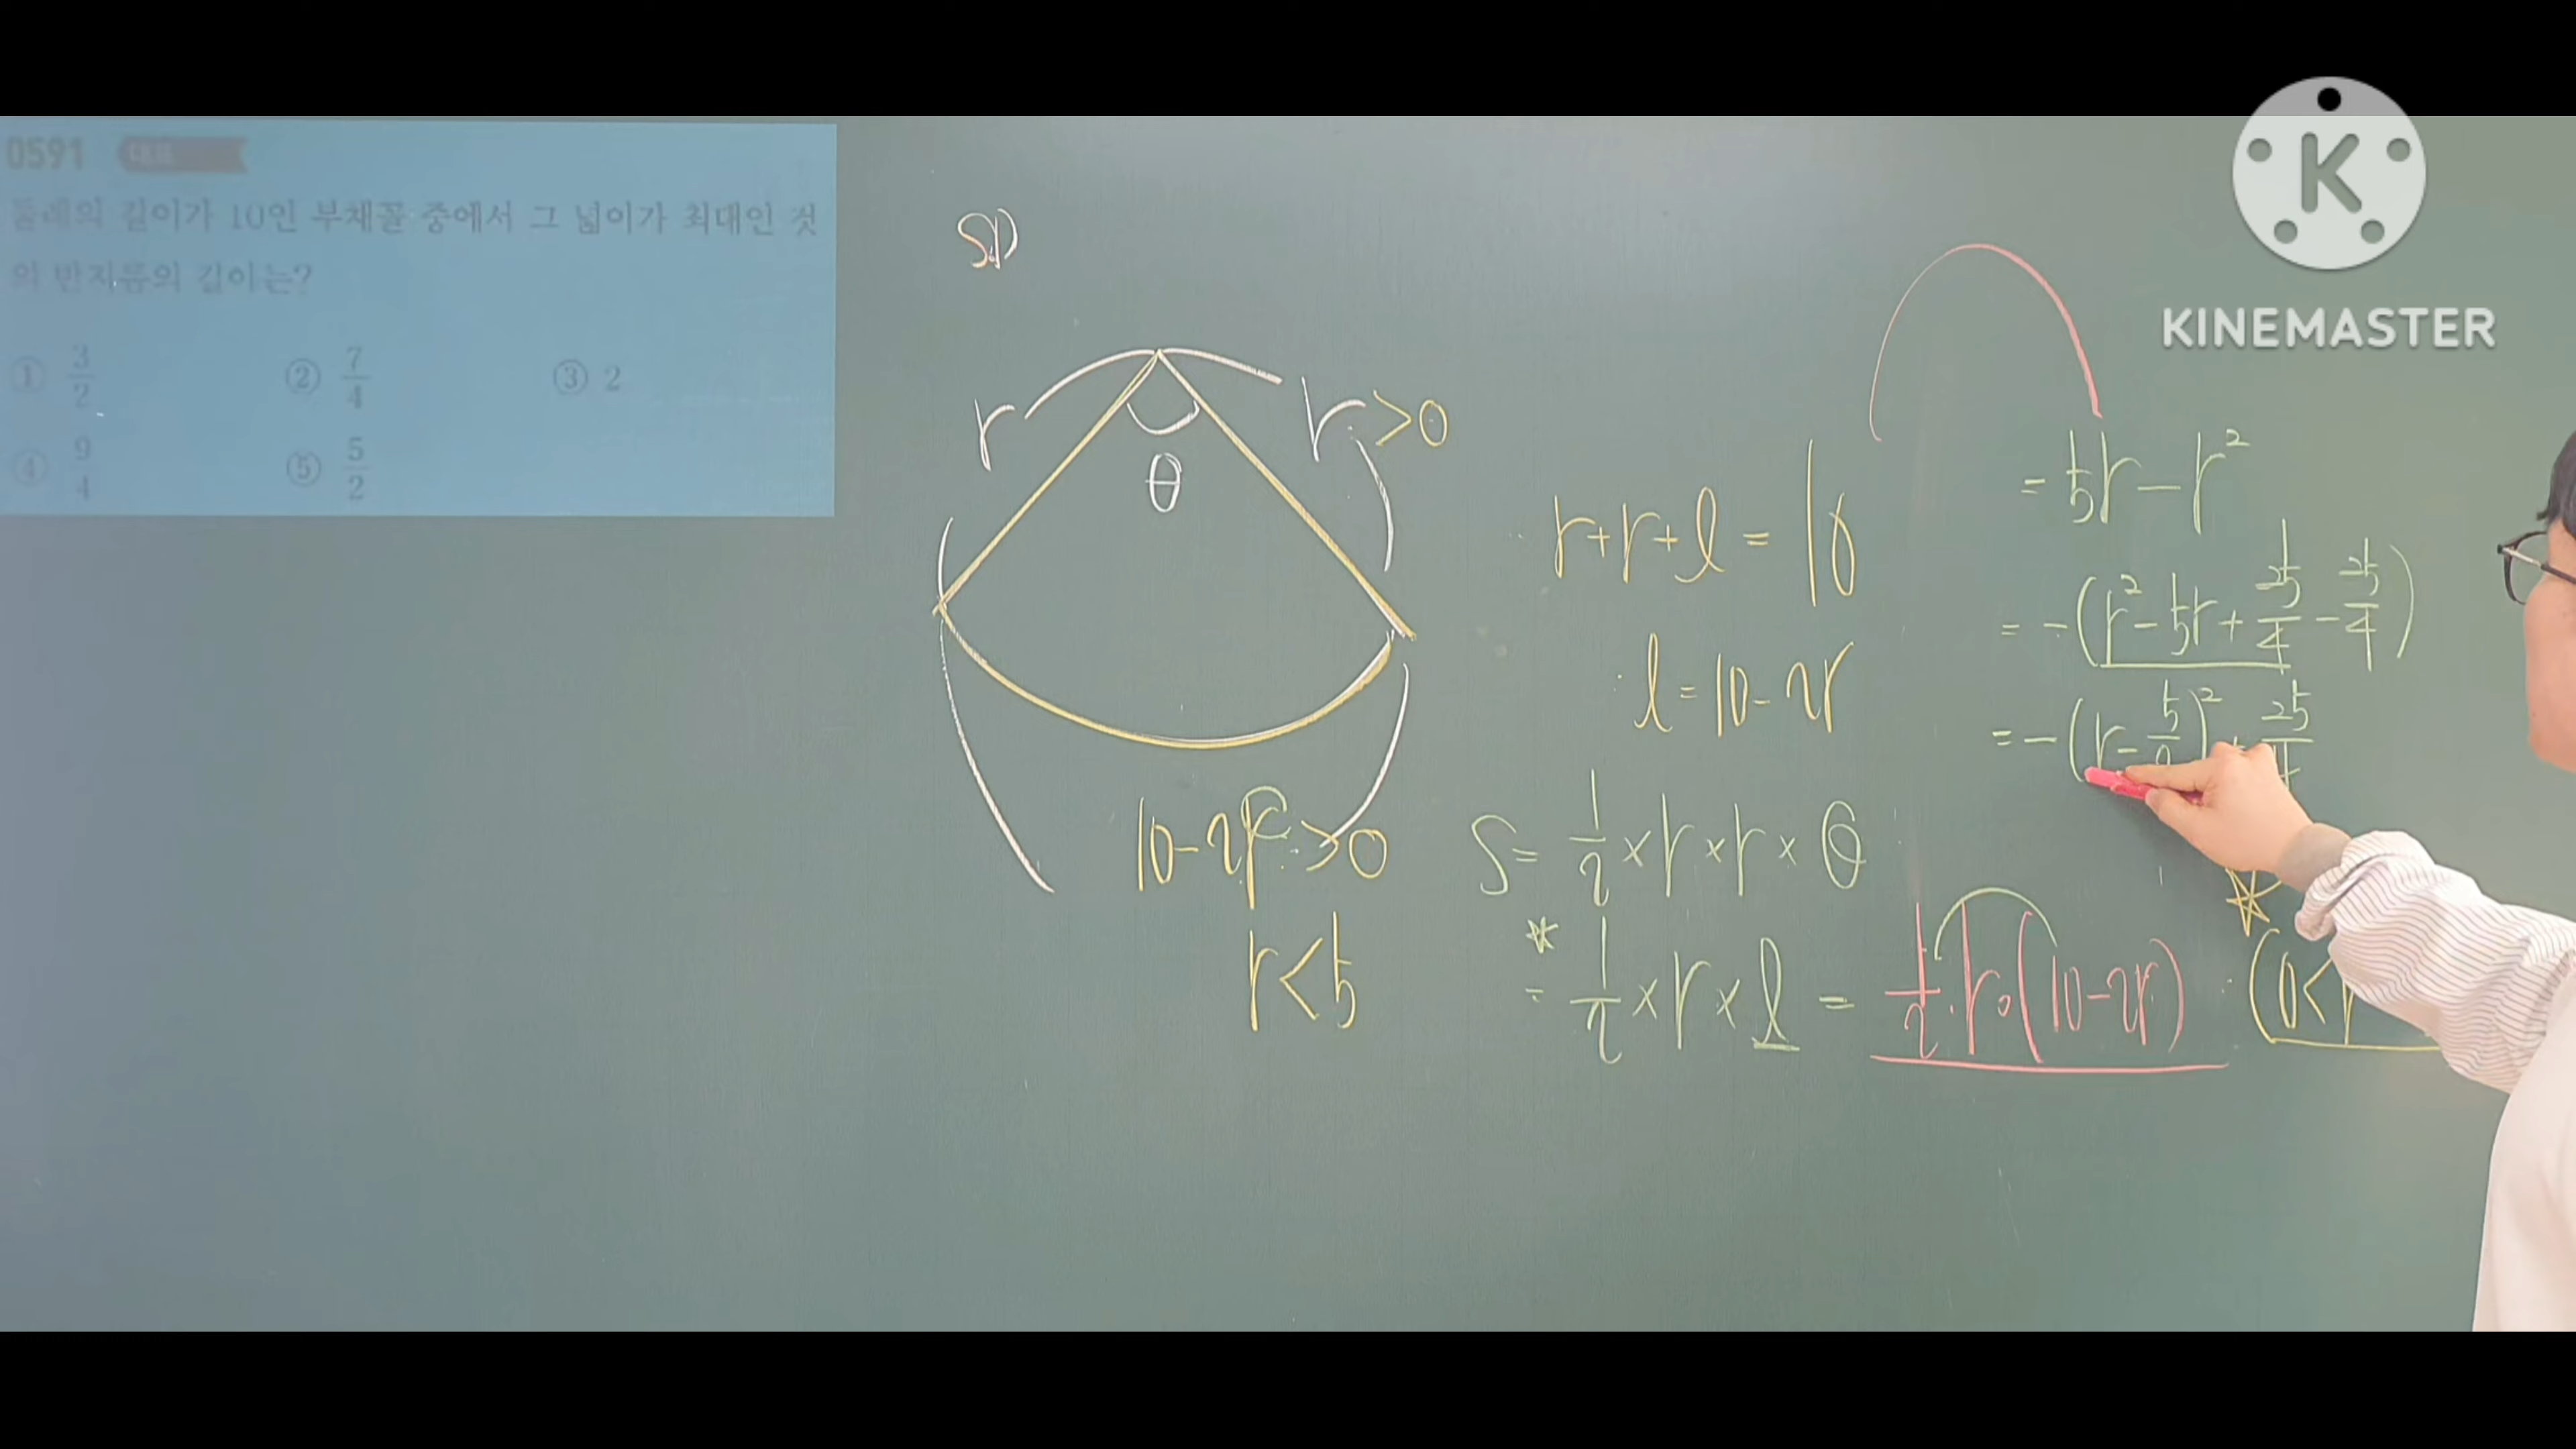 0591 대표
둘레의 길이가 10인 부채꼴 중에서 그 넓이가 최대인 것
의 반지름의 길이는?
① 3/2 ② 7/4 ③ 2
④ 9/4 ⑤ 5/2
r
r>0
θ
10-2r>0
r<5
r+r+l=10
l=10-2r
S=1/2×r×r×θ
*=1/2×r×l=1/2·r·(10-2r) (0<r
=5r-r²
=-(r²-5r+25/4-25/4)
=-(r-5/2)²+25/4
K
KINEMASTER